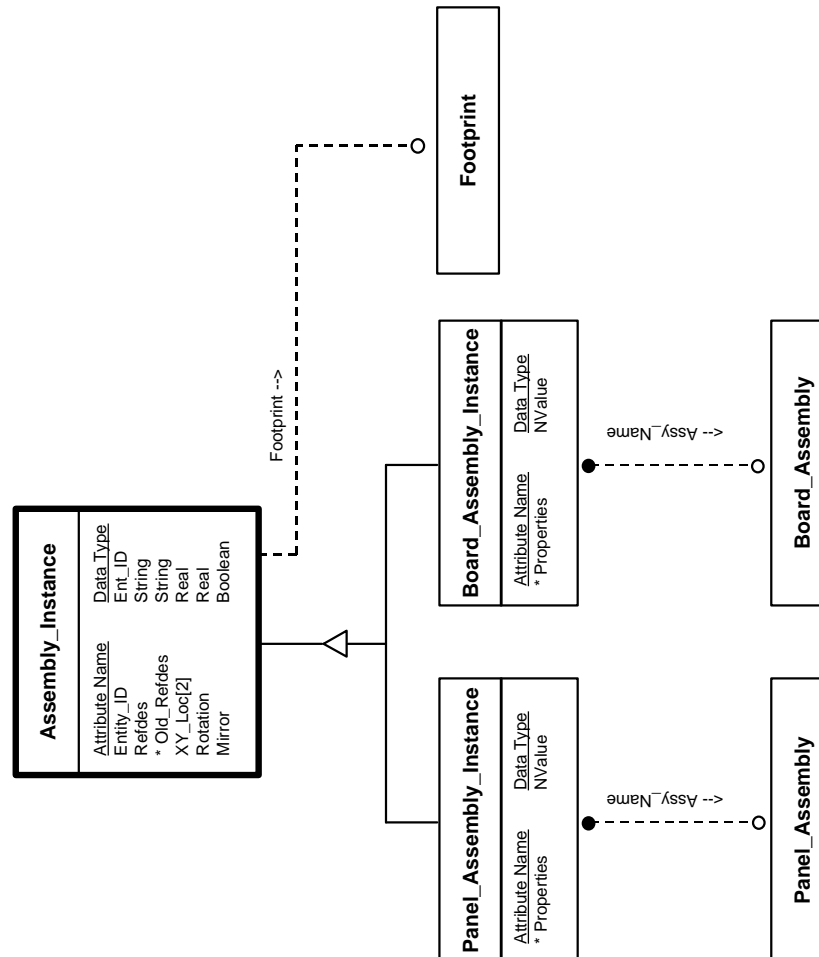 Assembly_Instance
Attribute Name Data Type
Entity_ID Ent_ID
Refdes String
* Old_Refdes String
XY_Loc[2] Real
Rotation Real
Mirror Boolean
Footprint -->
Panel_Assembly_Instance
Attribute Name Data Type
* Properties NValue
Board_Assembly_Instance
Attribute Name Data Type
* Properties NValue
Footprint
<-- Assy_Name
<-- Assy_Name
Panel_Assembly
Board_Assembly